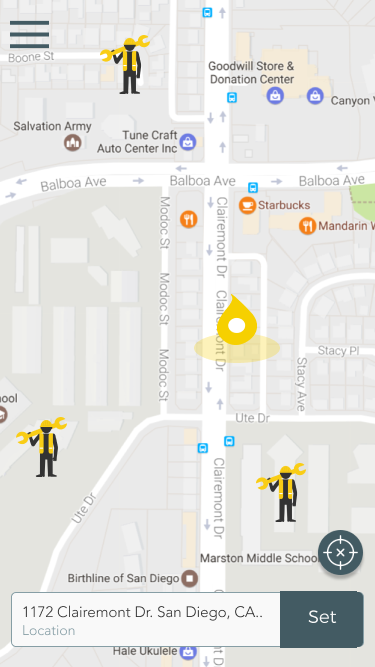 Boone St
Goodwill Store &
Donation Center
Canyon V
Salvation Army
Tune Craft
Auto Center Inc
Balboa Ave
Balboa Ave
Balboa Ave
Starbucks
Mandarin W
Modoc St
Modoc St
Modoc St
Clairemont Dr
Clairemont Dr
Stacy Pl
Stacy Ave
ool
Ute Dr
Ute Dr
Clairemont Dr
Marston Middle School
Birthline of San Diego
1172 Clairemont Dr. San Diego, CA..
Location
Set
Hale Ukulele